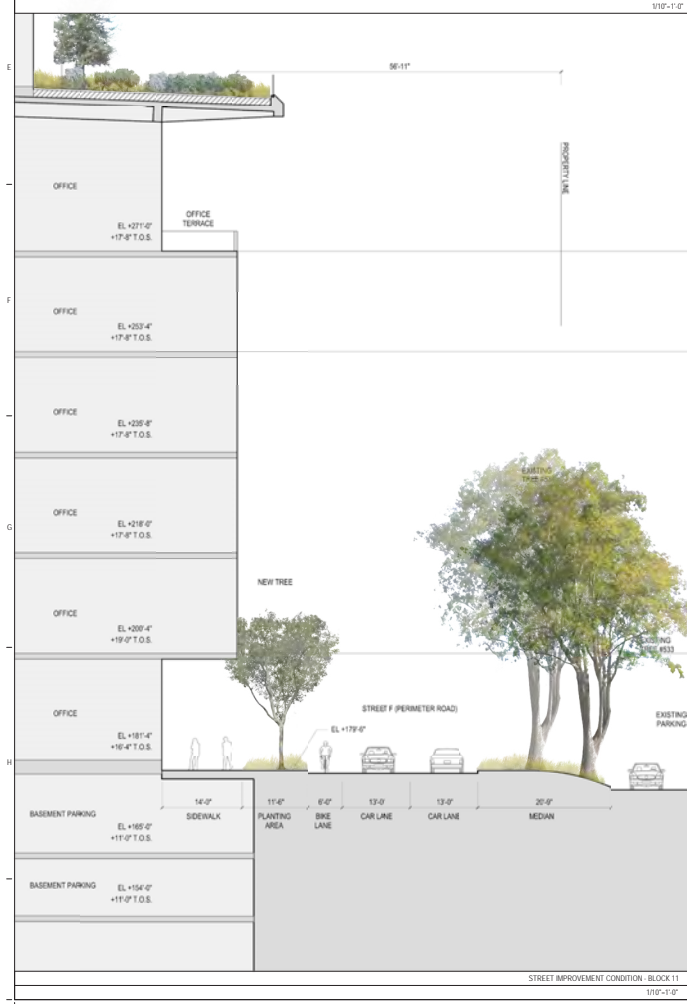 1/10"=1'-0"
E
56'-11"
PROPERTY LINE
OFFICE
OFFICE
TERRACE
EL +271'-0"
+17'-8" T.O.S.
F
OFFICE
EL +253'-4"
+17'-8" T.O.S.
OFFICE
EL +235'-8"
+17'-8" T.O.S.
EXISTING
G
OFFICE
EL +218'-0"
+17'-8" T.O.S.
NEW TREE
OFFICE
EL +200'-4"
+19'-0" T.O.S.
EXISTING
TREE #533
OFFICE
STREET F (PERIMETER ROAD)
EL +179'-6"
EXISTING
PARKING
EL +181'-4"
+16'-4" T.O.S.
H
14'-0"
11'-6"
6'-0"
13'-0'
13'-0"
20'-9"
SIDEWALK
PLANTING
AREA
BIKE
LANE
CAR LANE
CAR LANE
MEDIAN
BASEMENT PARKING
EL +165'-0"
+11'-0" T.O.S.
BASEMENT PARKING
EL +154'-0"
+11'-0" T.O.S.
STREET IMPROVEMENT CONDITION - BLOCK 11
1/10"=1'-0"